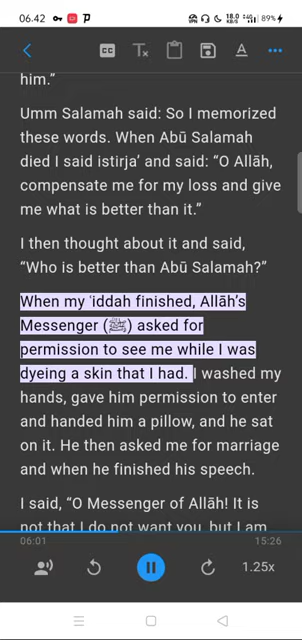 06.42
18.0
KB/S
4G
89%
CC
A
him.”
Umm Salamah said: So I memorized
these words. When Abū Salamah
died I said istirja’ and said: “O Allāh,
compensate me for my loss and give
me what is better than it.”
I then thought about it and said,
“Who is better than Abū Salamah?”
When my ‘iddah finished, Allāh’s
Messenger (ﷺ) asked for
permission to see me while I was
dyeing a skin that I had. I washed my
hands, gave him permission to enter
and handed him a pillow, and he sat
on it. He then asked me for marriage
and when he finished his speech.
I said, “O Messenger of Allāh! It is
not that I do not want you, but I am
06:01 15:26
1.25x